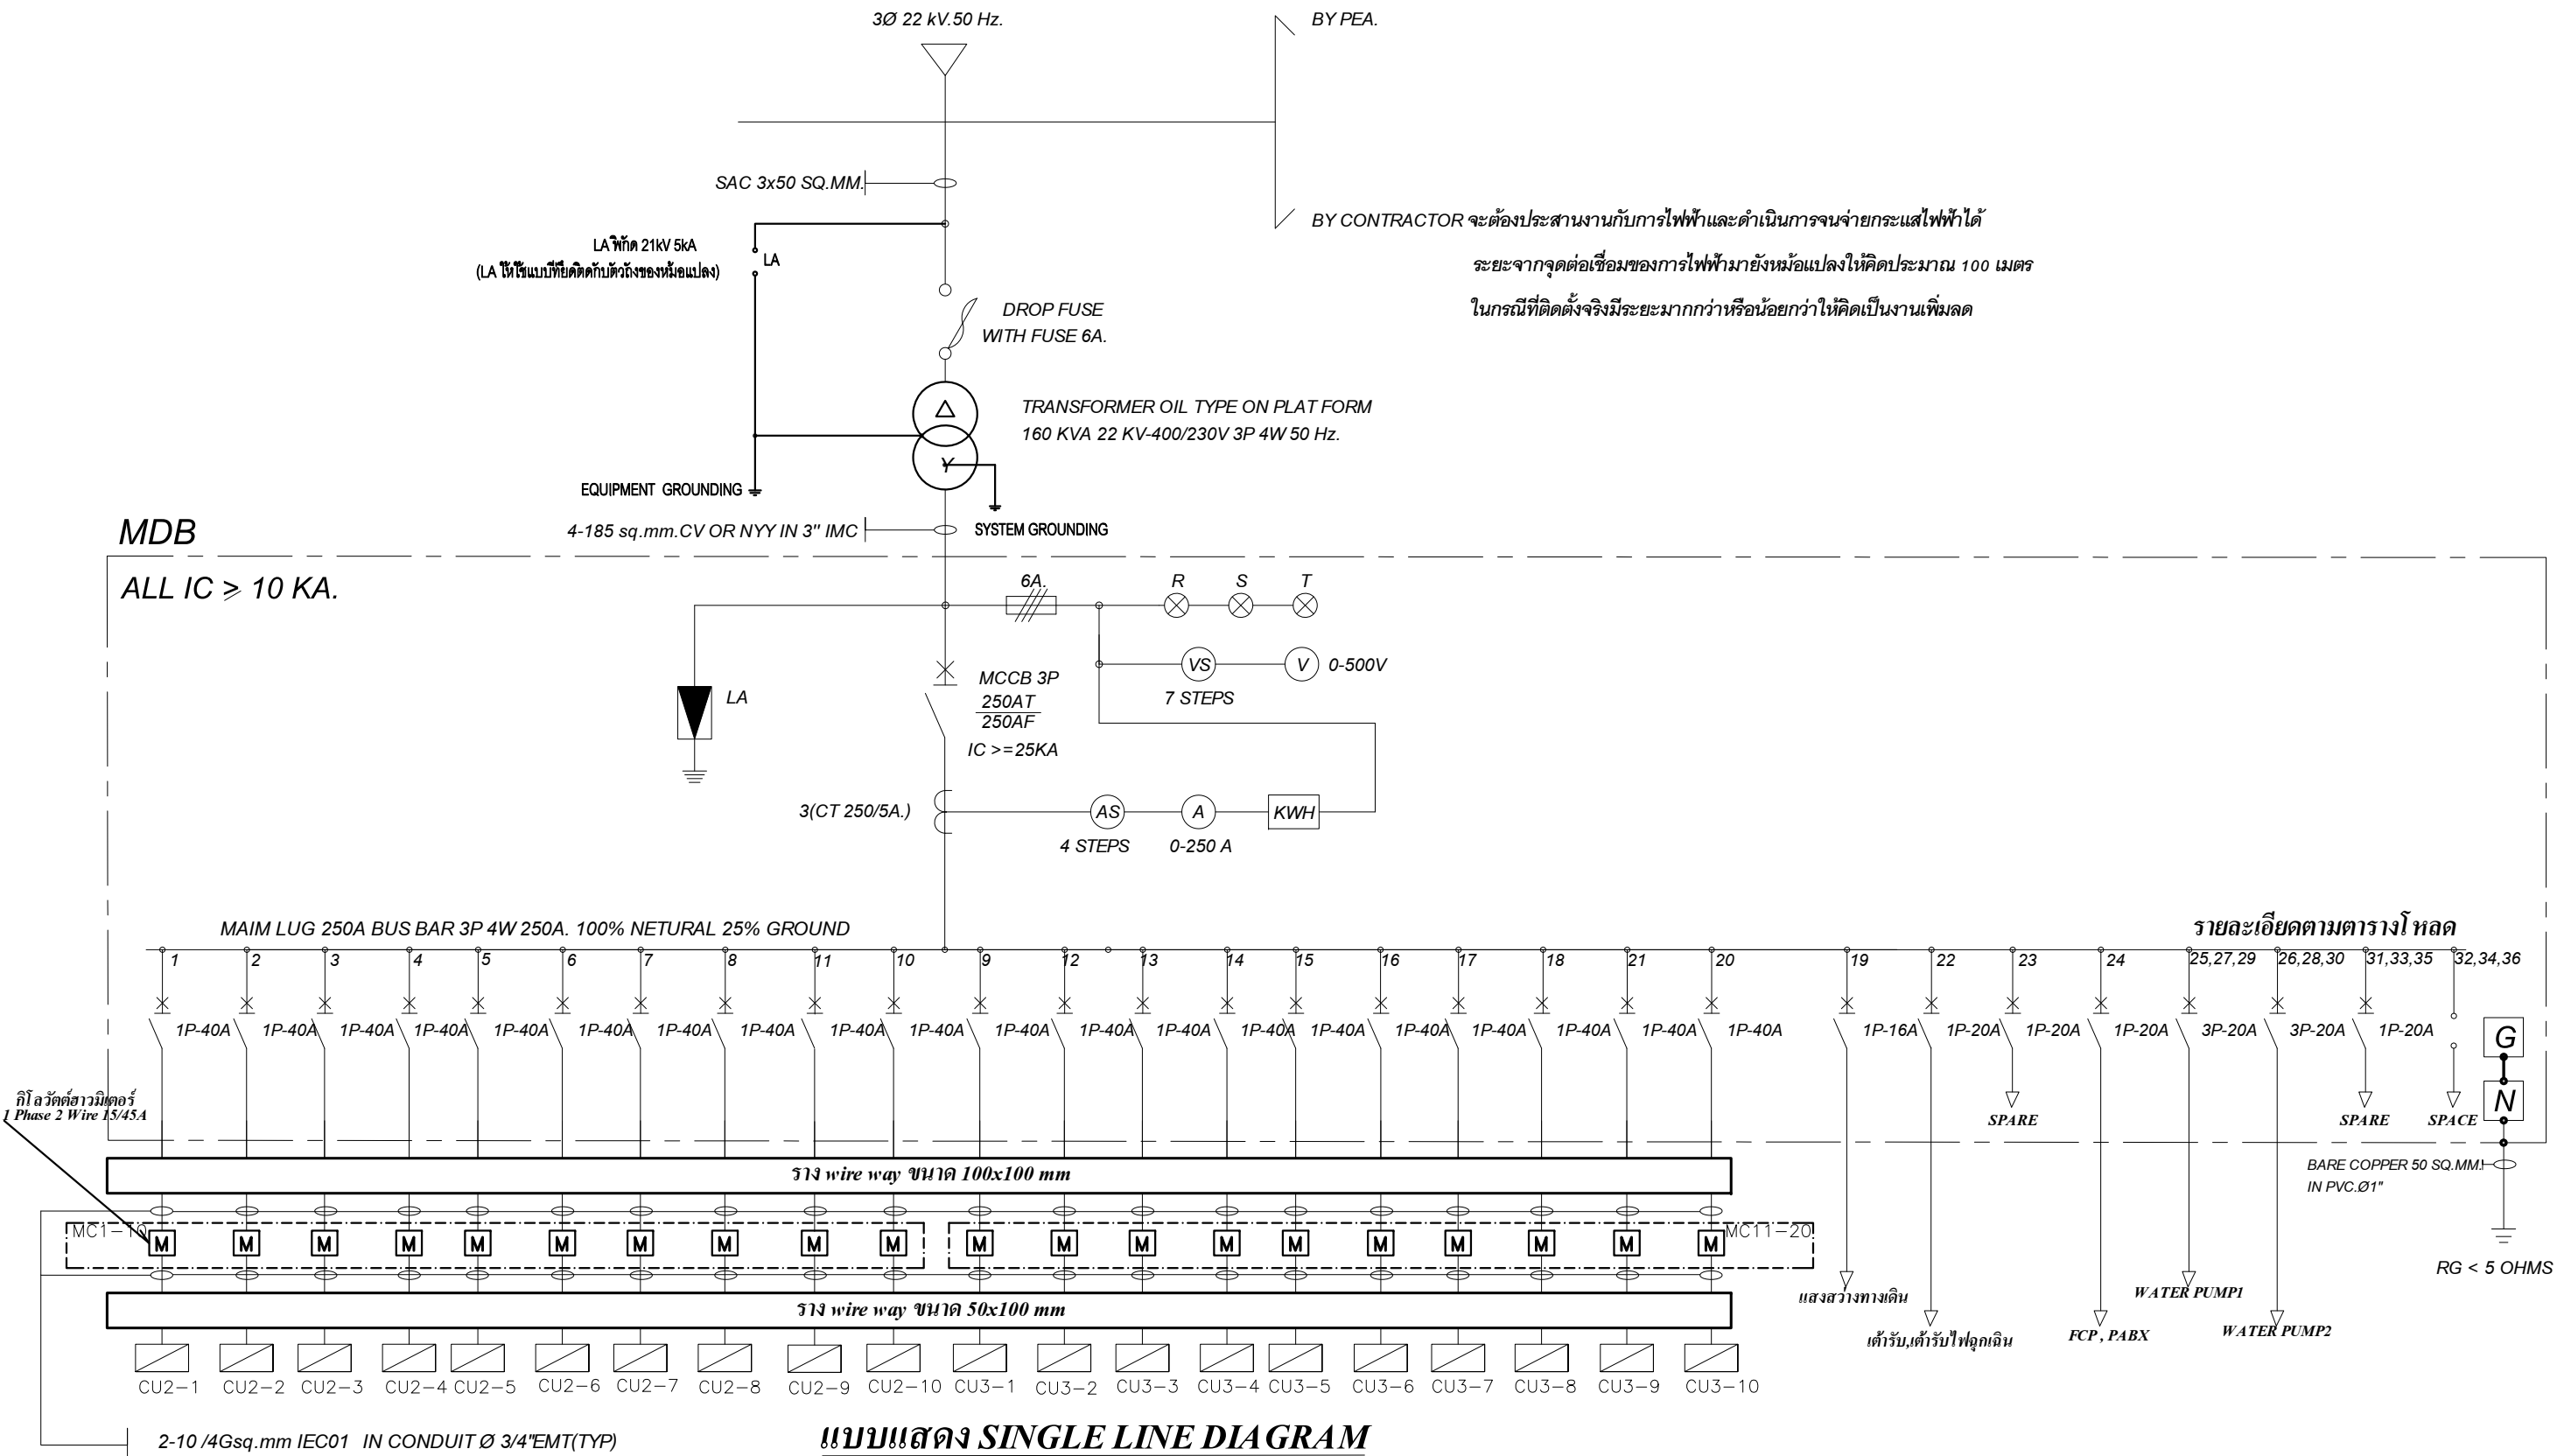 3Ø 22 kV.50 Hz.
BY PEA.
SAC 3x50 SQ.MM.
BY CONTRACTOR จะต้องประสานงานกับการไฟฟ้าและดำเนินการจนจ่ายกระแสไฟฟ้าได้
ระยะจากจุดต่อเชื่อมของการไฟฟ้ามายังหม้อแปลงให้คิดประมาณ 100 เมตร
ในกรณีที่ติดตั้งจริงมีระยะมากกว่าหรือน้อยกว่าให้คิดเป็นงานเพิ่มลด
LA พิกัด 21kV 5kA
(LA ให้ใช้แบบที่ยึดติดกับตัวถังของหม้อแปลง)
LA
DROP FUSE
WITH FUSE 6A.
TRANSFORMER OIL TYPE ON PLAT FORM
160 KVA 22 KV-400/230V 3P 4W 50 Hz.
Y
EQUIPMENT GROUNDING
SYSTEM GROUNDING
4-185 sq.mm.CV OR NYY IN 3" IMC
MDB
ALL IC ⩾ 10 KA.
6A.
R S T
VS V 0-500V
7 STEPS
LA
MCCB 3P
250AT
250AF
IC >=25KA
3(CT 250/5A.)
AS A KWH
4 STEPS 0-250 A
MAIM LUG 250A BUS BAR 3P 4W 250A. 100% NETURAL 25% GROUND
รายละเอียดตามตารางโหลด
1 2 3 4 5 6 7 8 11 10 9 12 13 14 15 16 17 18 21 20 19 22 23 24 25,27,29 26,28,30 31,33,35 32,34,36
1P-40A 1P-40A 1P-40A 1P-40A 1P-40A 1P-40A 1P-40A 1P-40A 1P-40A 1P-40A 1P-40A 1P-40A 1P-40A 1P-40A 1P-40A 1P-40A 1P-40A 1P-40A 1P-40A 1P-40A 1P-16A 1P-20A 1P-20A 1P-20A 3P-20A 3P-20A 1P-20A
G
N
กิโลวัตต์ฮาวมิเตอร์
1 Phase 2 Wire 15/45A
SPARE SPARE SPACE
ราง wire way ขนาด 100x100 mm
BARE COPPER 50 SQ.MM.
IN PVC.Ø1"
MC1-10 MC11-20
M M M M M M M M M M M M M M M M M M M M
RG < 5 OHMS
ราง wire way ขนาด 50x100 mm
แสงสว่างทางเดิน
WATER PUMP1
เต้ารับ,เต้ารับไฟฉุกเฉิน
FCP , PABX
WATER PUMP2
CU2-1 CU2-2 CU2-3 CU2-4 CU2-5 CU2-6 CU2-7 CU2-8 CU2-9 CU2-10 CU3-1 CU3-2 CU3-3 CU3-4 CU3-5 CU3-6 CU3-7 CU3-8 CU3-9 CU3-10
2-10 /4Gsq.mm IEC01 IN CONDUIT Ø 3/4"EMT(TYP)
แบบแสดง SINGLE LINE DIAGRAM